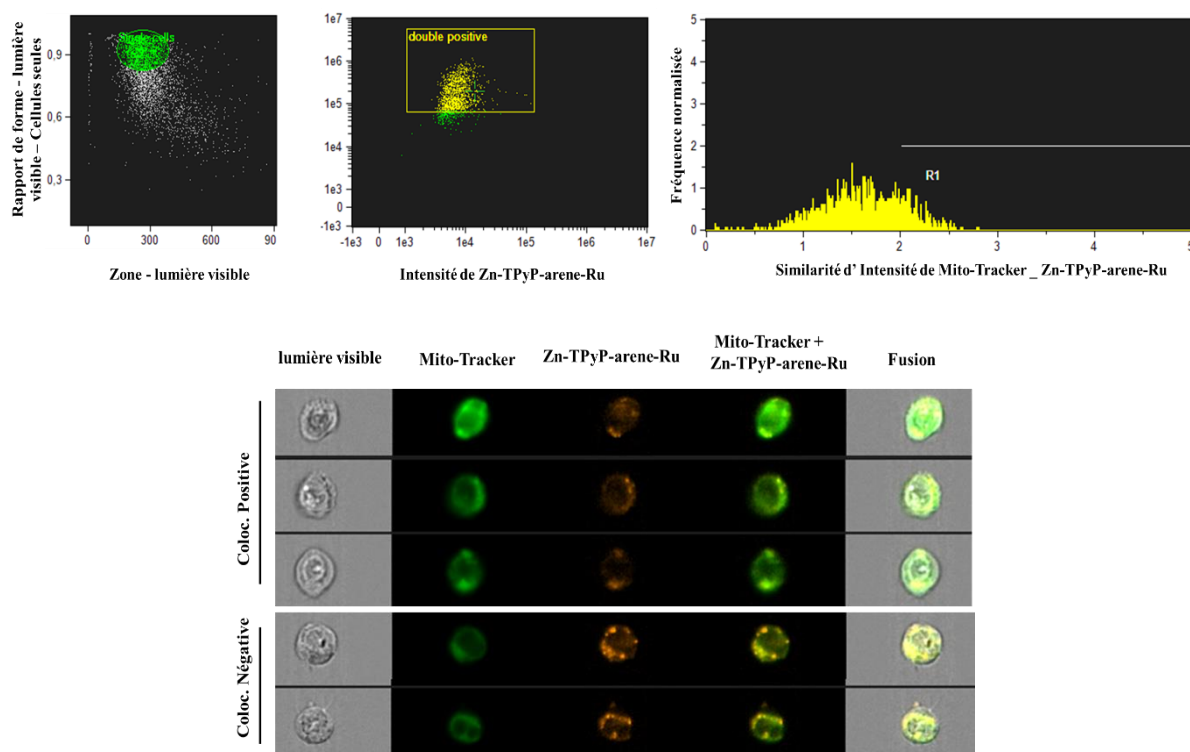 Rapport de forme - lumière
visible – Cellules seules
0,9
0,6
0,3
0
300
600
90
Single cells
Zone - lumière visible
1e7
1e6
1e5
1e4
1e3
0
-1e3
-1e3
0
1e3
1e4
1e5
1e6
1e7
double positive
Intensité de Zn-TPyP-arene-Ru
Fréquence normalisée
5
4
3
2
1
0
0
1
2
3
4
5
R1
Similarité d' Intensité de Mito-Tracker _ Zn-TPyP-arene-Ru
lumière visible
Mito-Tracker
Zn-TPyP-arene-Ru
Mito-Tracker +
Zn-TPyP-arene-Ru
Fusion
Coloc. Positive
Coloc. Négative